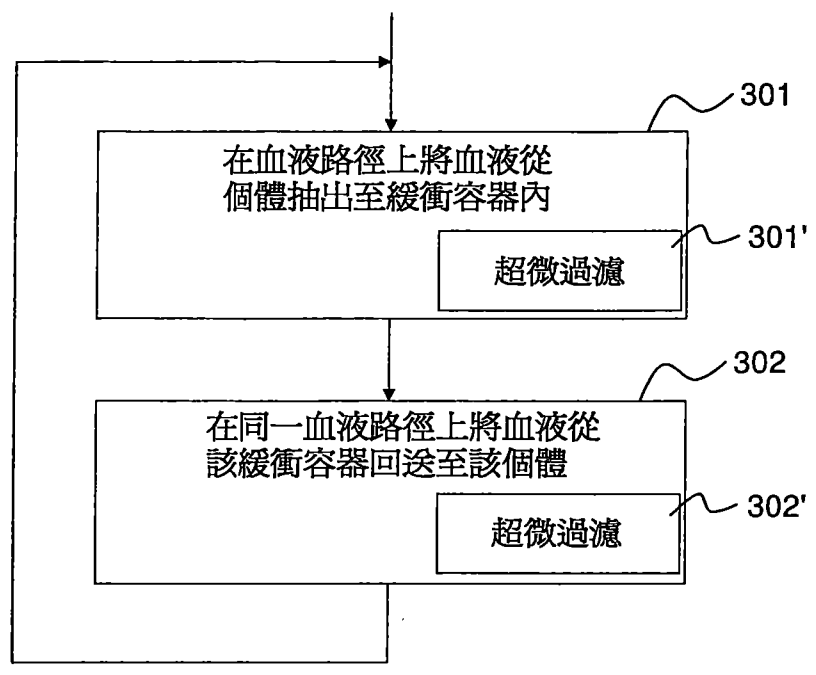 301
在血液路徑上將血液從
個體抽出至緩衝容器內
301'
超微過濾
302
在同一血液路徑上將血液從
該緩衝容器回送至該個體
302'
超微過濾